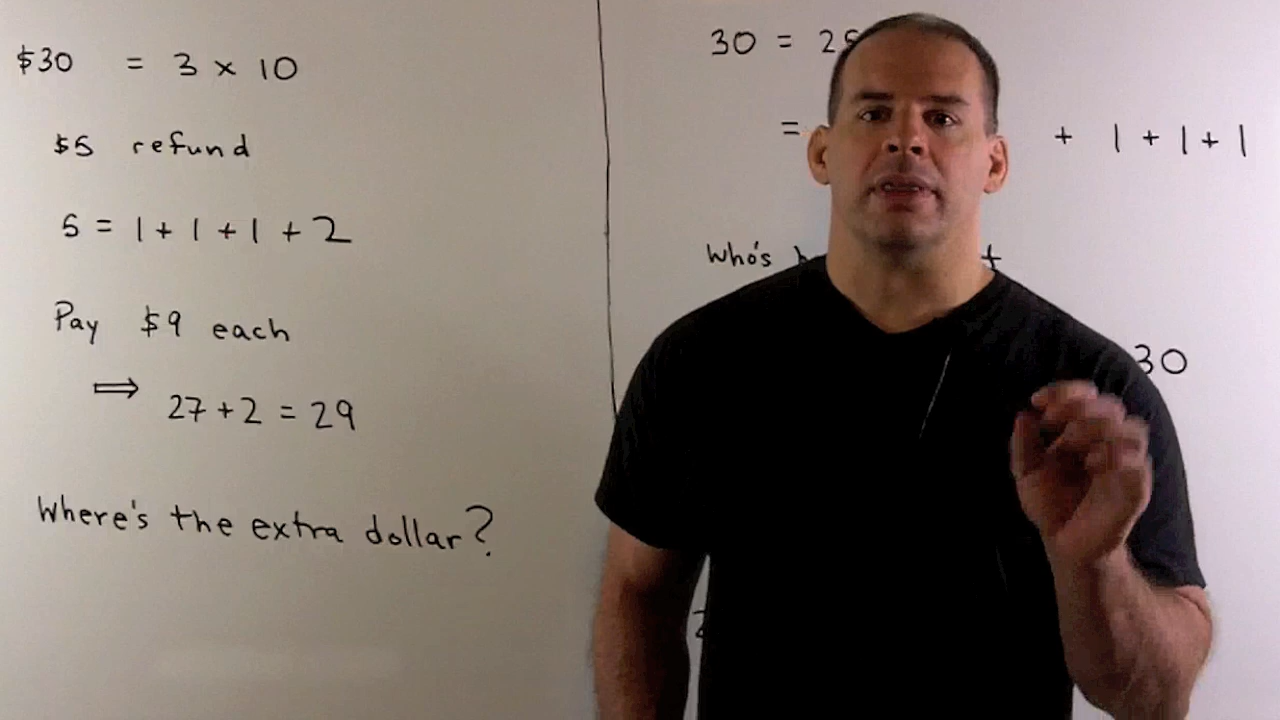 $30 = 3 x 10
$5 refund
5 = 1 + 1 + 1 + 2
Pay $9 each
⟹ 27 + 2 = 29
Where's the extra dollar?
30 = 2
= + 1 + 1 + 1
Who's
30